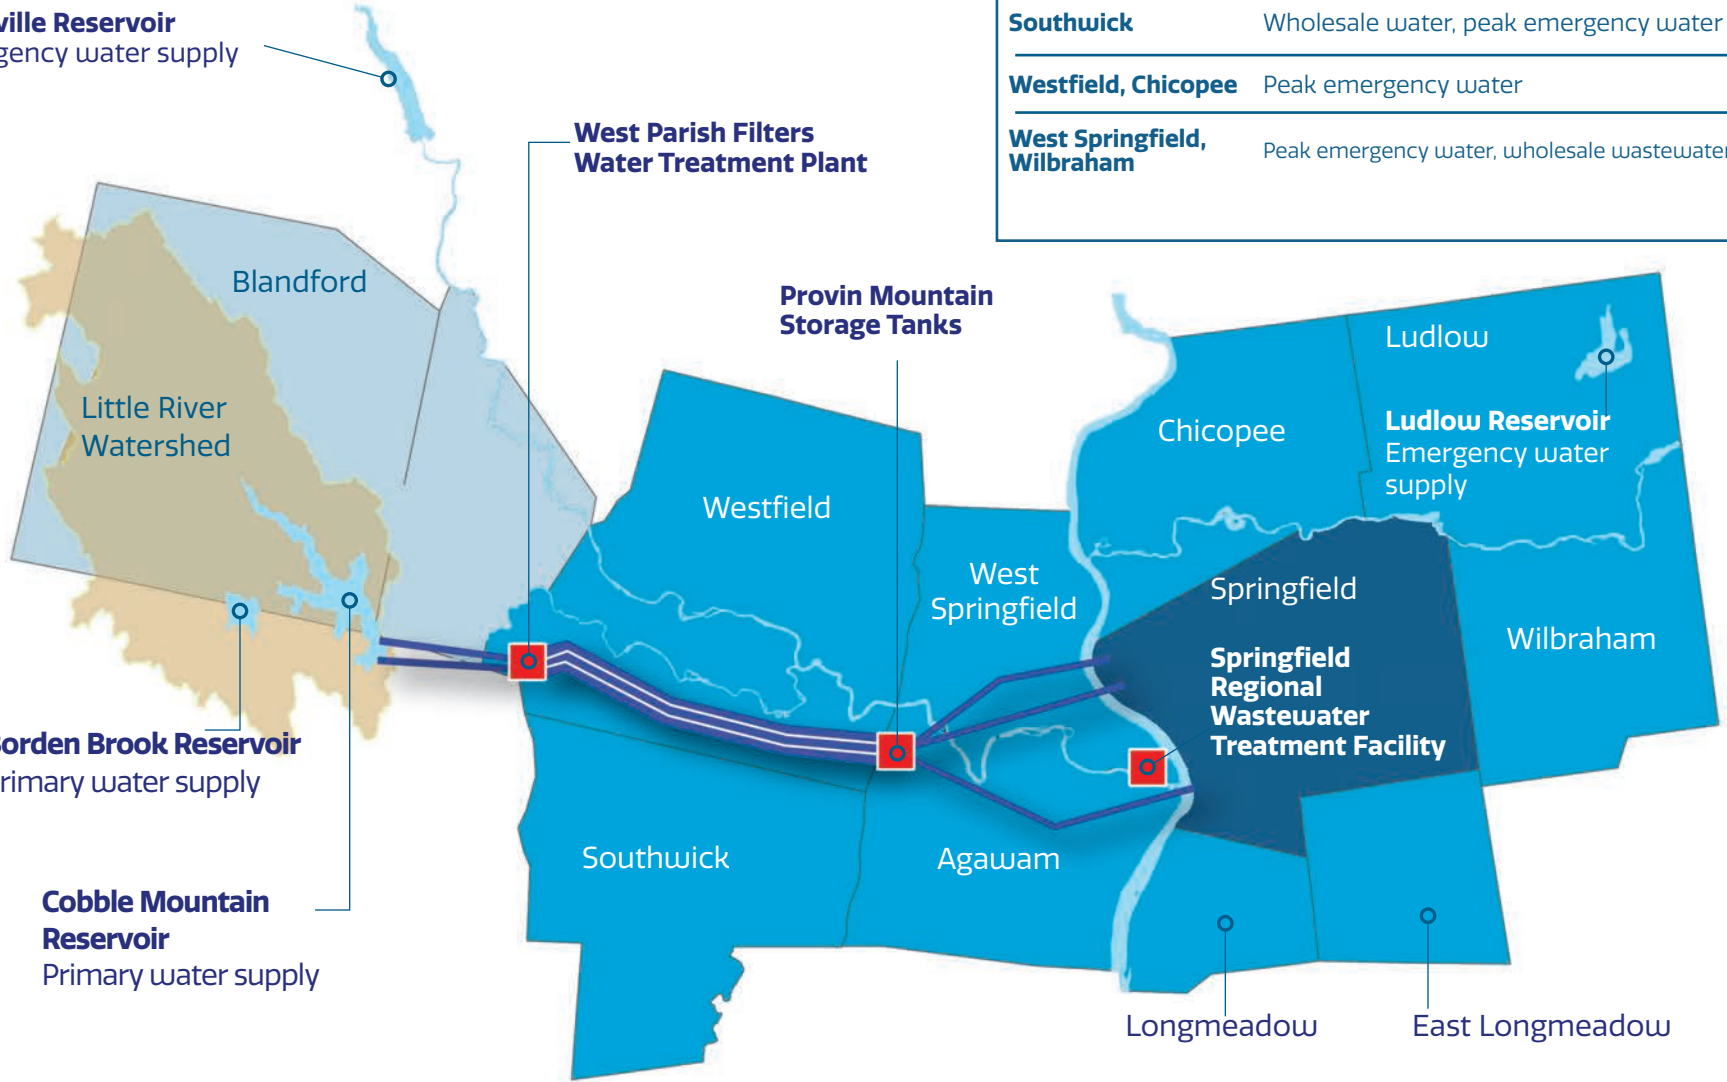 ville Reservoir
gency water supply
Southwick Wholesale water, peak emergency water
Westfield, Chicopee Peak emergency water
West Springfield,
Wilbraham
Peak emergency water, wholesale wastewater
West Parish Filters
Water Treatment Plant
Blandford
Provin Mountain
Storage Tanks
Little River
Watershed
Ludlow
Ludlow Reservoir
Emergency water
supply
Chicopee
Westfield
West
Springfield
Springfield
Wilbraham
Springfield
Regional
Wastewater
Treatment Facility
Borden Brook Reservoir
rimary water supply
Southwick
Agawam
Cobble Mountain
Reservoir
Primary water supply
Longmeadow
East Longmeadow